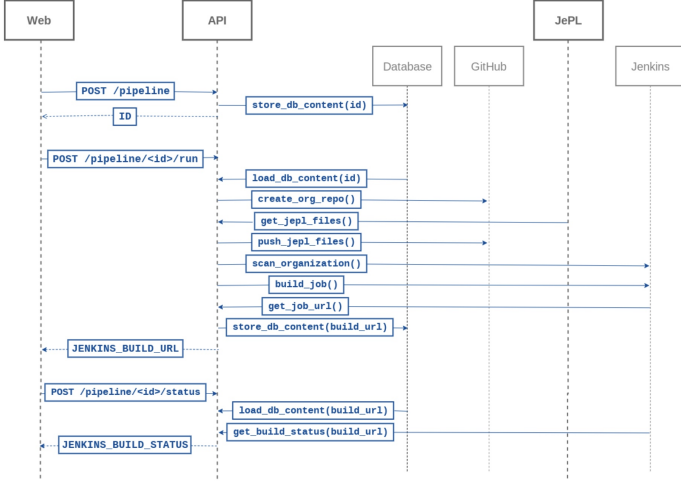 Web
API
JePL
Database
GitHub
Jenkins
POST /pipeline
store_db_content(id)
ID
POST /pipeline/<id>/run
load_db_content(id)
create_org_repo()
get_jepl_files()
push_jepl_files()
scan_organization()
build_job()
get_job_url()
store_db_content(build_url)
JENKINS_BUILD_URL
POST /pipeline/<id>/status
load_db_content(build_url)
get_build_status(build_url)
JENKINS_BUILD_STATUS